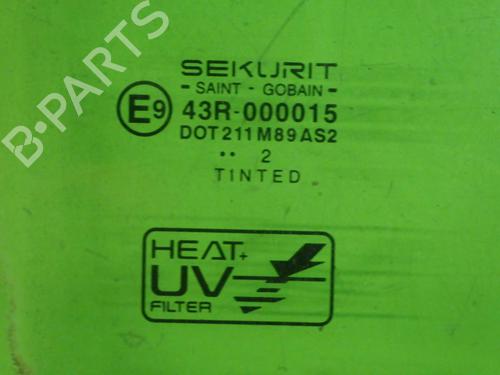 B-PARTS
SEKURIT
- SAINT - GOBAIN -
E9 43R-000015
DOT 211 M89 AS2
.. 2
TINTED
HEAT+
UV
FILTER